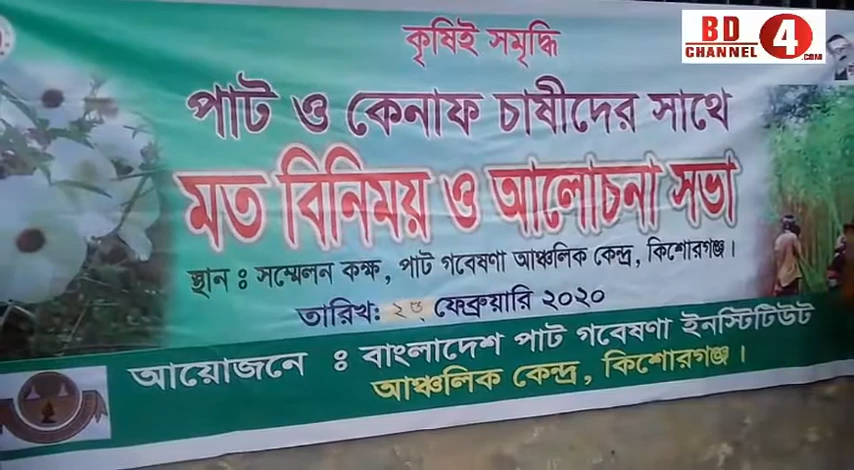 BD CHANNEL 4 .COM
কৃষিই সমৃদ্ধি
পাট ও কেনাফ চাষীদের সাথে
মত বিনিময় ও আলোচনা সভা
স্থান : সম্মেলন কক্ষ, পাট গবেষণা আঞ্চলিক কেন্দ্র, কিশোরগঞ্জ।
তারিখ: ফেব্রুয়ারি ২০২০
আয়োজনে : বাংলাদেশ পাট গবেষণা ইনস্টিটিউট
আঞ্চলিক কেন্দ্র, কিশোরগঞ্জ।